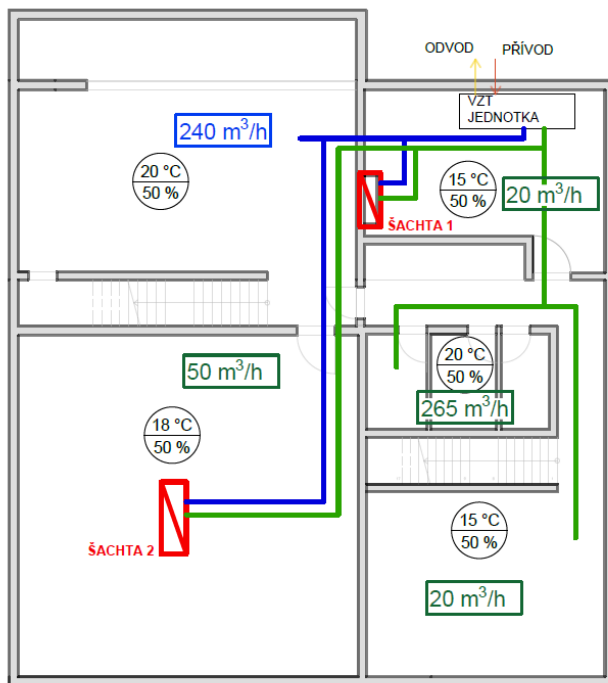 ODVOD
PŘÍVOD
VZT
JEDNOTKA
240 m³/h
20 °C
50 %
15 °C
50 %
20 m³/h
ŠACHTA 1
50 m³/h
20 °C
50 %
265 m³/h
18 °C
50 %
ŠACHTA 2
15 °C
50 %
20 m³/h